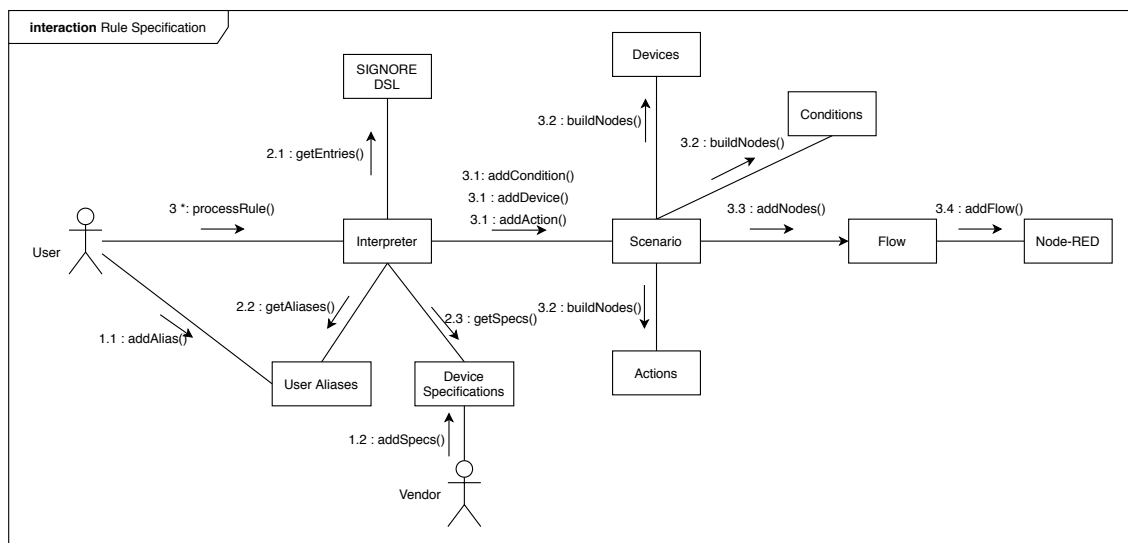 interaction Rule Specification
SIGNORE
DSL
Devices
Conditions
3.2 : buildNodes()
3.2 : buildNodes()
2.1 : getEntries()
3.1: addCondition()
3.1 : addDevice()
3.1 : addAction()
3 *: processRule()
3.3 : addNodes()
3.4 : addFlow()
User
Interpreter
Scenario
Flow
Node-RED
2.2 : getAliases()
2.3 : getSpecs()
3.2 : buildNodes()
1.1 : addAlias()
User Aliases
Device
Specifications
Actions
1.2 : addSpecs()
Vendor